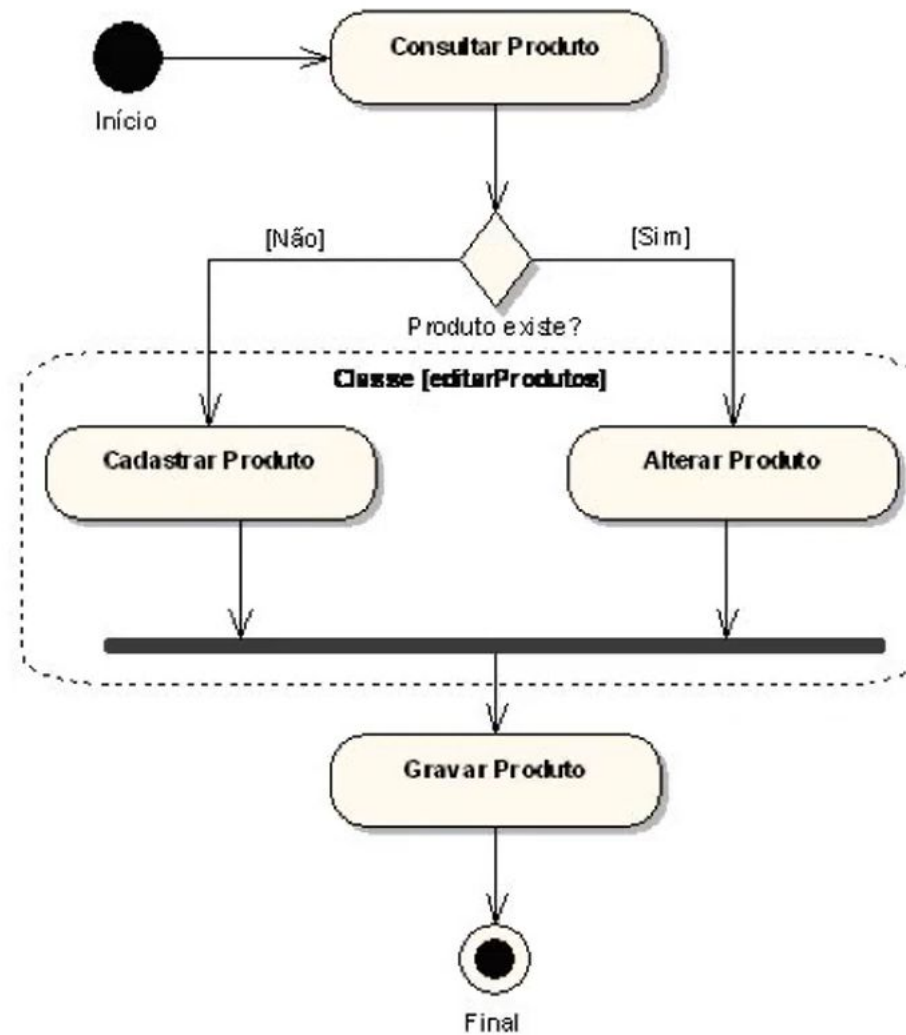 Consultar Produto
Início
[Não]
[Sim]
Produto existe?
Classe [editarProdutos]
Cadastrar Produto
Alterar Produto
Gravar Produto
Final